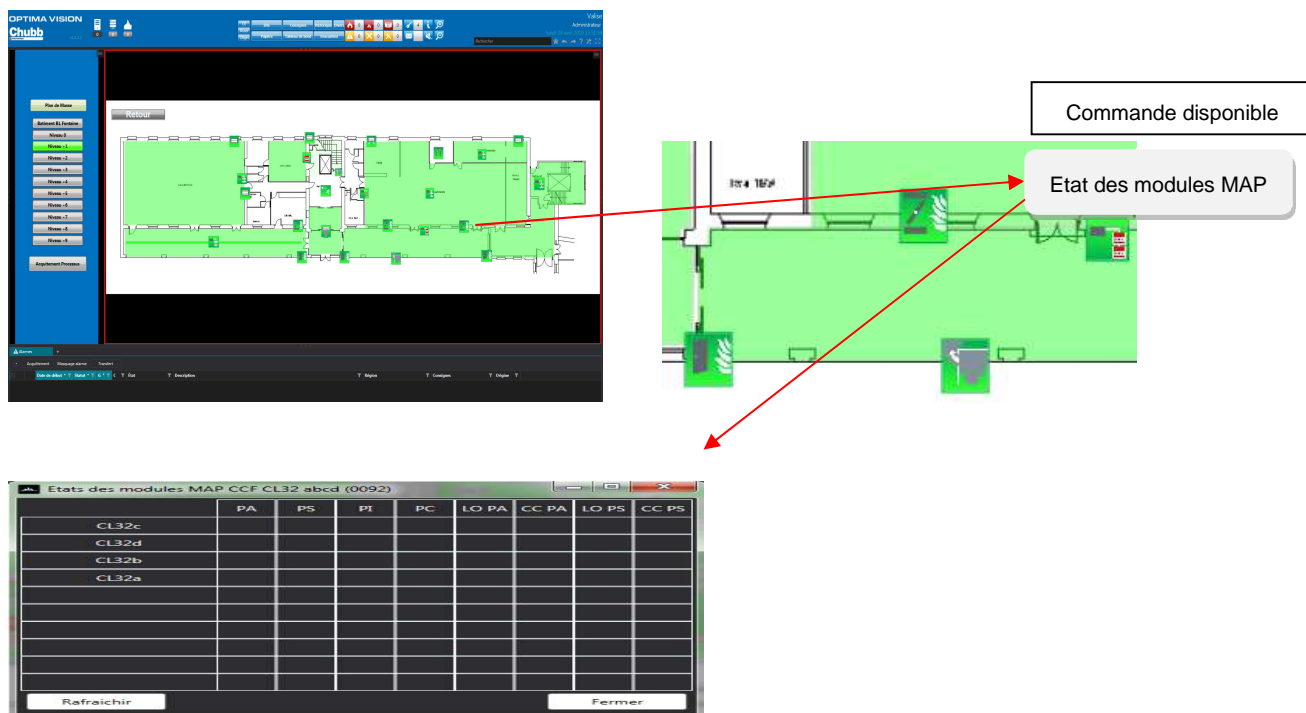 OPTIMA VISION
Chubb
Valise
Administrateur
Rechercher
Plan de Masse
Batiment B.L Fontaine
Niveau 0
Niveau +1
Niveau +2
Niveau +3
Niveau +4
Niveau +5
Niveau +6
Niveau +7
Niveau +8
Niveau +9
Acquittement Processus
Retour
Alarmes
Acquittement Masquage alarme Transfert
Date de début Statut G C État Description Région Consignes Origine
Commande disponible
Etat des modules MAP
Etats des modules MAP CCF CL32 abcd (0092)
PA PS PI PC LO PA CC PA LO PS CC PS
CL32c
CL32d
CL32b
CL32a
Rafraichir Fermer